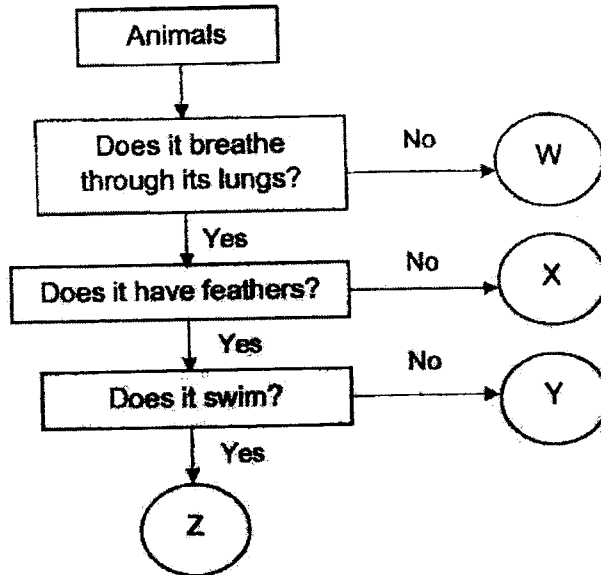 Animals
Does it breathe
through its lungs?
No
W
Yes
Does it have feathers?
No
X
Yes
Does it swim?
No
Y
Yes
Z